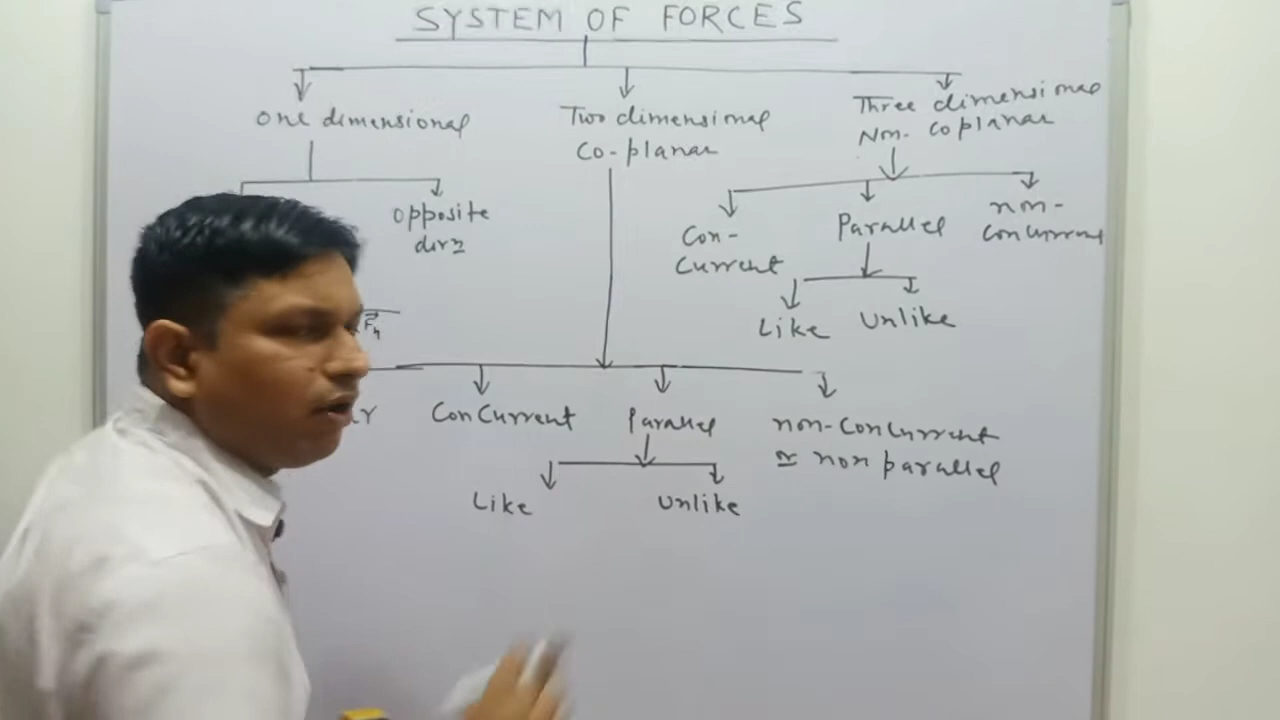 SYSTEM OF FORCES
One dimensional
Two dimensional
Co-planar
Three dimensional
Non-Coplanar
Opposite
dirn
Con-
Current
Parallel
non-
Concurrent
Like
Unlike
F4
Concurrent
Parallel
non-Concurrent
or non parallel
Like
Unlike